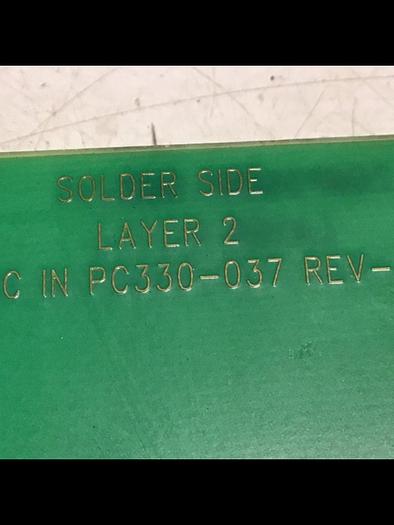 SOLDER SIDE
LAYER 2
C IN PC330-037 REV-